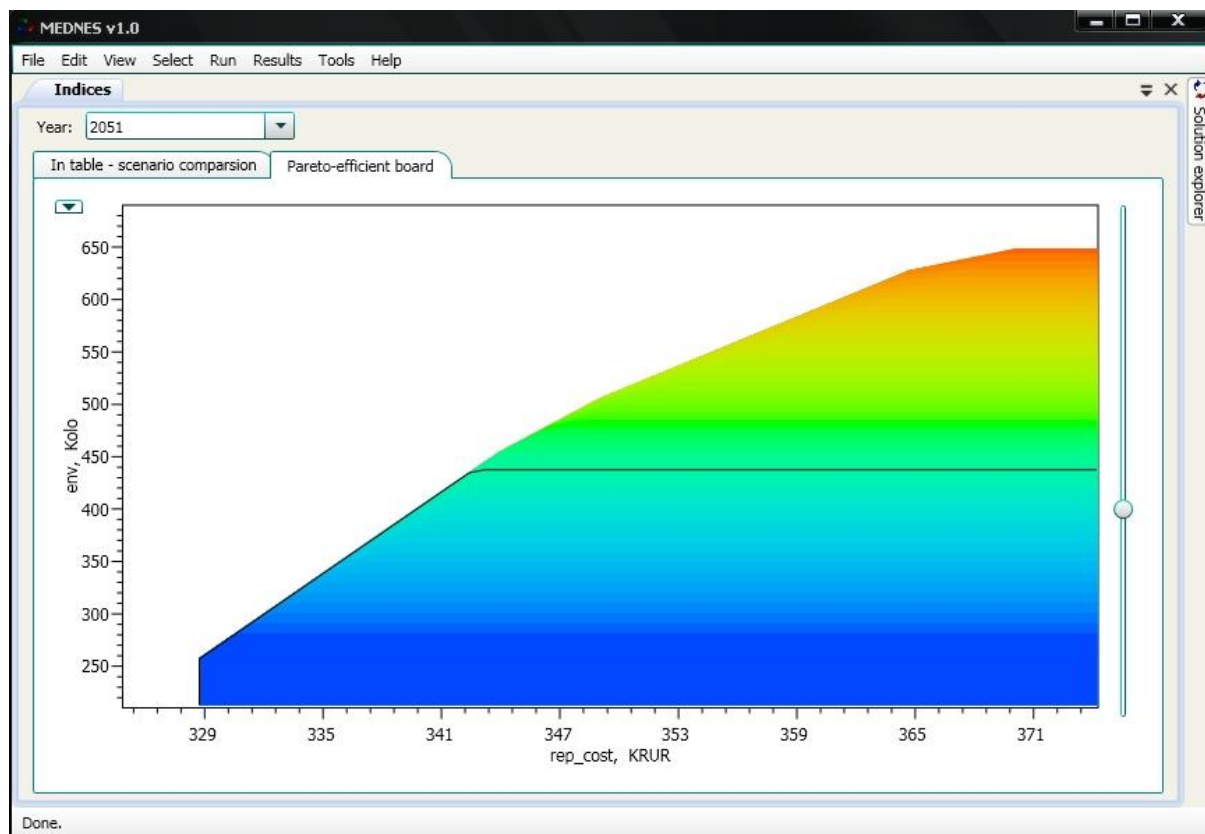 MEDNES v1.0
File Edit View Select Run Results Tools Help
Indices
Year: 2051
In table - scenario comparsion
Pareto-efficient board
650
600
550
500
450
400
350
300
250
env, Kolo
329 335 341 347 353 359 365 371
rep_cost, KRUR
Solution explorer
Done.